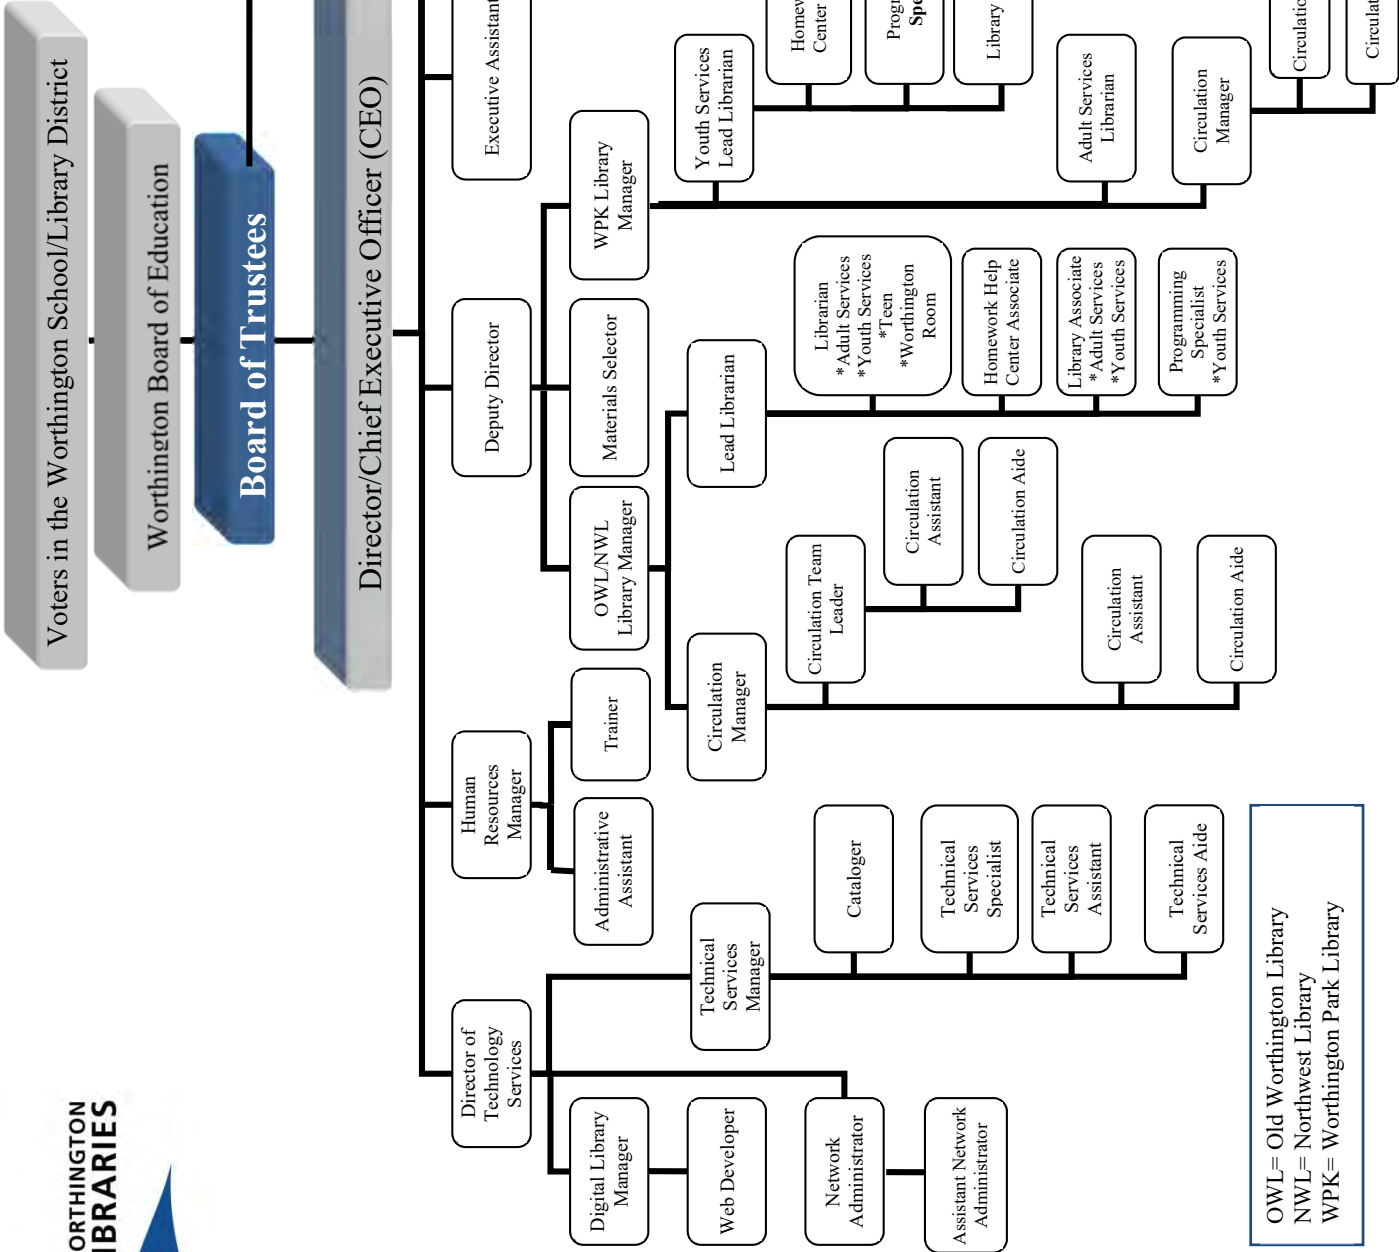 ORTHINGTON
IBRARIES
Voters in the Worthington School/Library District
Worthington Board of Education
Board of Trustees
Director/Chief Executive Officer (CEO)
Director of
Technology
Services
Human
Resources
Manager
Deputy Director
Executive Assistant
Digital Library
Manager
Web Developer
Network
Administrator
Assistant Network
Administrator
Technical
Services
Manager
Cataloger
Technical
Services
Specialist
Technical
Services
Assistant
Technical
Services Aide
Administrative
Assistant
Trainer
OWL/NWL
Library Manager
Materials Selector
WPK Library
Manager
Circulation
Manager
Circulation Team
Leader
Circulation
Assistant
Circulation Aide
Circulation
Assistant
Circulation Aide
Lead Librarian
Librarian
*Adult Services
*Youth Services
*Teen
*Worthington
Room
Homework Help
Center Associate
Library Associate
*Adult Services
*Youth Services
Programming
Specialist
*Youth Services
Youth Services
Lead Librarian
Homew
Center
Progr
Spe
Library
Adult Services
Librarian
Circulation
Manager
Circulatio
Circulat
OWL= Old Worthington Library
NWL= Northwest Library
WPK= Worthington Park Library